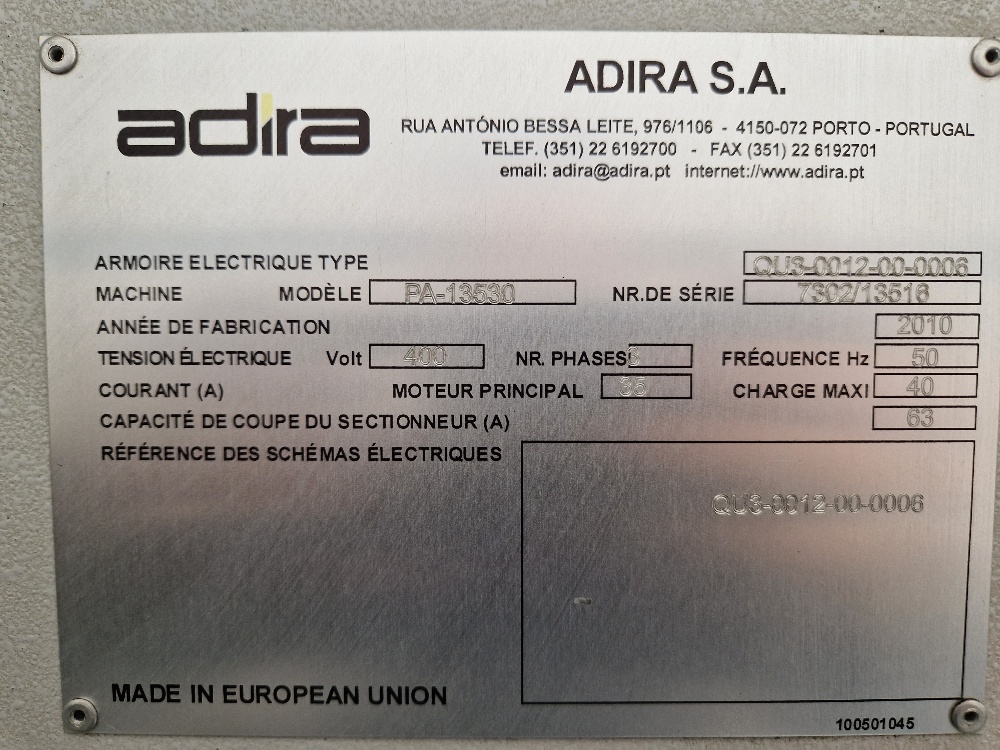 adira
ADIRA S.A.
RUA ANTÓNIO BESSA LEITE, 976/1106 - 4150-072 PORTO - PORTUGAL
TELEF. (351) 22 6192700 - FAX (351) 22 6192701
email: adira@adira.pt internet://www.adira.pt
ARMOIRE ELECTRIQUE TYPE QU3-0012-00-0006
MACHINE MODÈLE PA-13530 NR.DE SÉRIE 7302/13516
ANNÉE DE FABRICATION 2010
TENSION ÉLECTRIQUE Volt 400 NR. PHASES 3 FRÉQUENCE Hz 50
COURANT (A) MOTEUR PRINCIPAL 35 CHARGE MAXI 40
CAPACITÉ DE COUPE DU SECTIONNEUR (A) 63
RÉFÉRENCE DES SCHÉMAS ÉLECTRIQUES
QU3-0012-00-0006
MADE IN EUROPEAN UNION
100501045